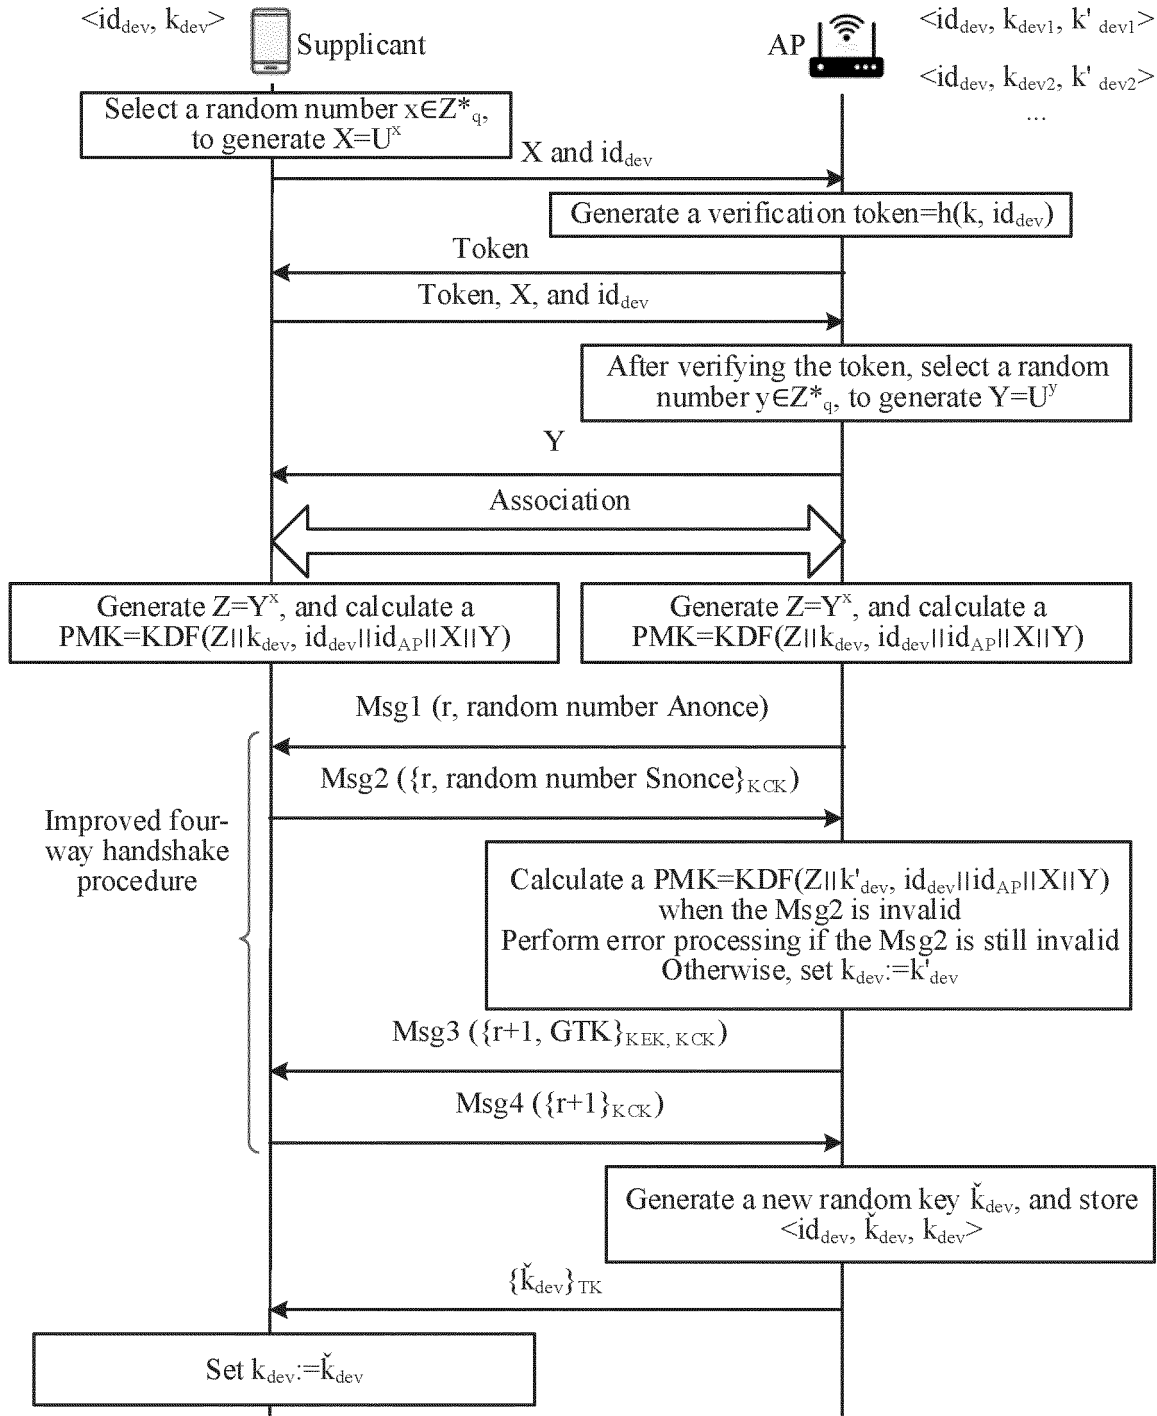 <id_dev, k_dev>
Supplicant
AP
<id_dev, k_dev1, k'_dev1>
<id_dev, k_dev2, k'_dev2>
...
Select a random number x∈Z*_q,
to generate X=U^x
X and id_dev
Generate a verification token=h(k, id_dev)
Token
Token, X, and id_dev
After verifying the token, select a random
number y∈Z*_q, to generate Y=U^y
Y
Association
Generate Z=Y^x, and calculate a
PMK=KDF(Z||k_dev, id_dev||id_AP||X||Y)
Generate Z=Y^x, and calculate a
PMK=KDF(Z||k_dev, id_dev||id_AP||X||Y)
Msg1 (r, random number Anonce)
Msg2 ({r, random number Snonce}_KCK)
Improved four-
way handshake
procedure
Calculate a PMK=KDF(Z||k'_dev, id_dev||id_AP||X||Y)
when the Msg2 is invalid
Perform error processing if the Msg2 is still invalid
Otherwise, set k_dev:=k'_dev
Msg3 ({r+1, GTK}_KEK, KCK)
Msg4 ({r+1}_KCK)
Generate a new random key ǩ_dev, and store
<id_dev, ǩ_dev, k_dev>
{ǩ_dev}_TK
Set k_dev:=ǩ_dev